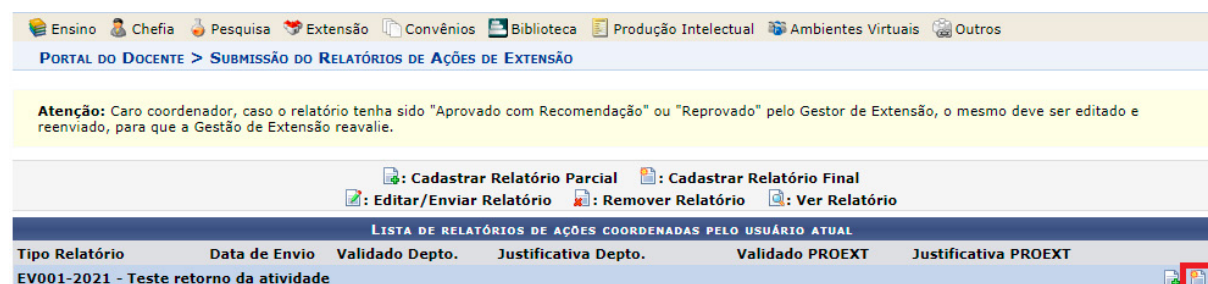 Ensino Chefia Pesquisa Extensão Convênios Biblioteca Produção Intelectual Ambientes Virtuais Outros
PORTAL DO DOCENTE > SUBMISSÃO DO RELATÓRIOS DE AÇÕES DE EXTENSÃO
Atenção: Caro coordenador, caso o relatório tenha sido "Aprovado com Recomendação" ou "Reprovado" pelo Gestor de Extensão, o mesmo deve ser editado e
reenviado, para que a Gestão de Extensão reavalie.
: Cadastrar Relatório Parcial : Cadastrar Relatório Final
: Editar/Enviar Relatório : Remover Relatório : Ver Relatório
LISTA DE RELATÓRIOS DE AÇÕES COORDENADAS PELO USUÁRIO ATUAL
Tipo Relatório Data de Envio Validado Depto. Justificativa Depto. Validado PROEXT Justificativa PROEXT
EV001-2021 - Teste retorno da atividade